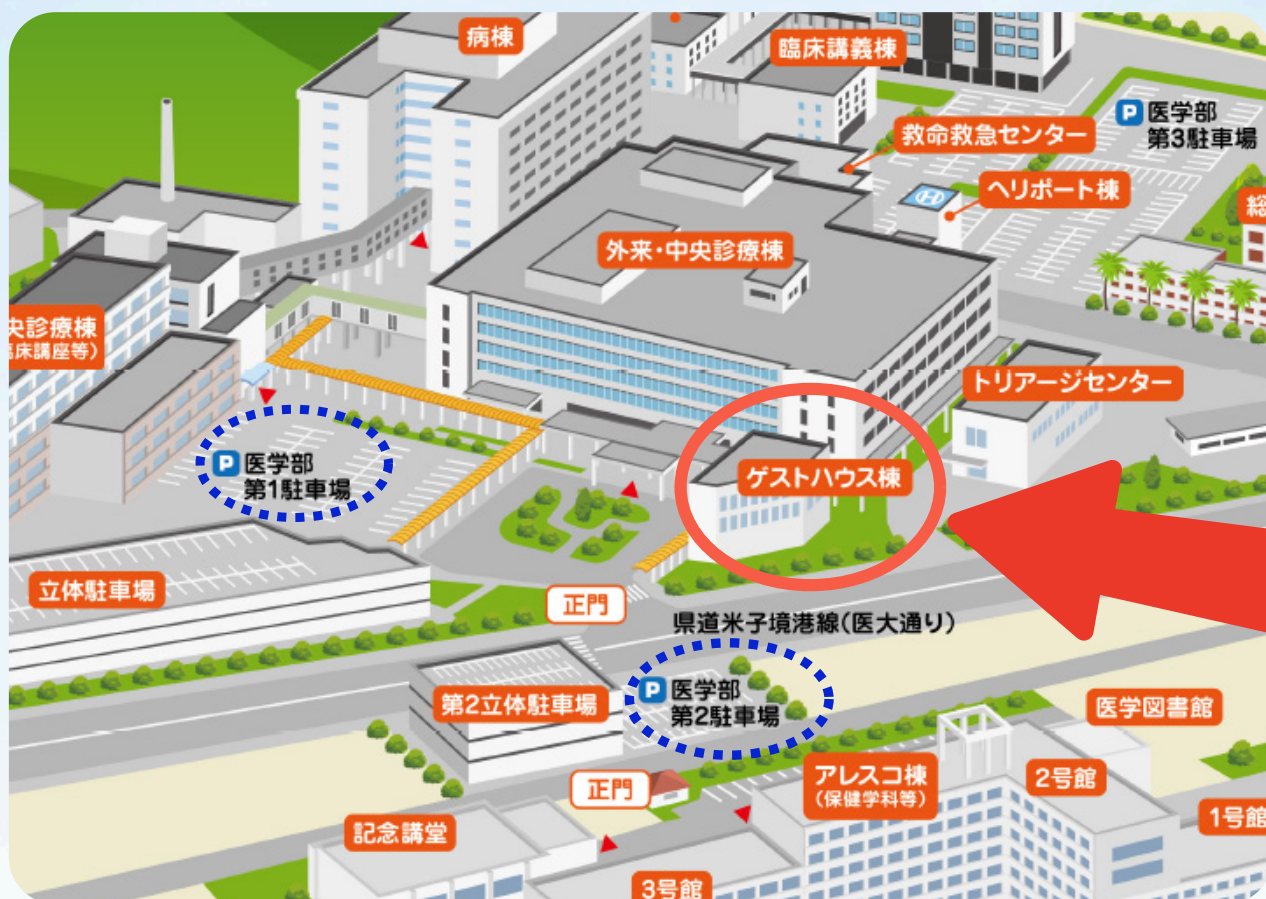 病棟
臨床講義棟
P 医学部
第3駐車場
救命救急センター
ヘリポート棟
H
総
外来・中央診療棟
央診療棟
臨床講座等)
トリアージセンター
P 医学部
第1駐車場
ゲストハウス棟
立体駐車場
正門
県道米子境港線(医大通り)
第2立体駐車場
P 医学部
第2駐車場
医学図書館
アレスコ棟
(保健学科等)
2号館
正門
記念講堂
1号館
3号館